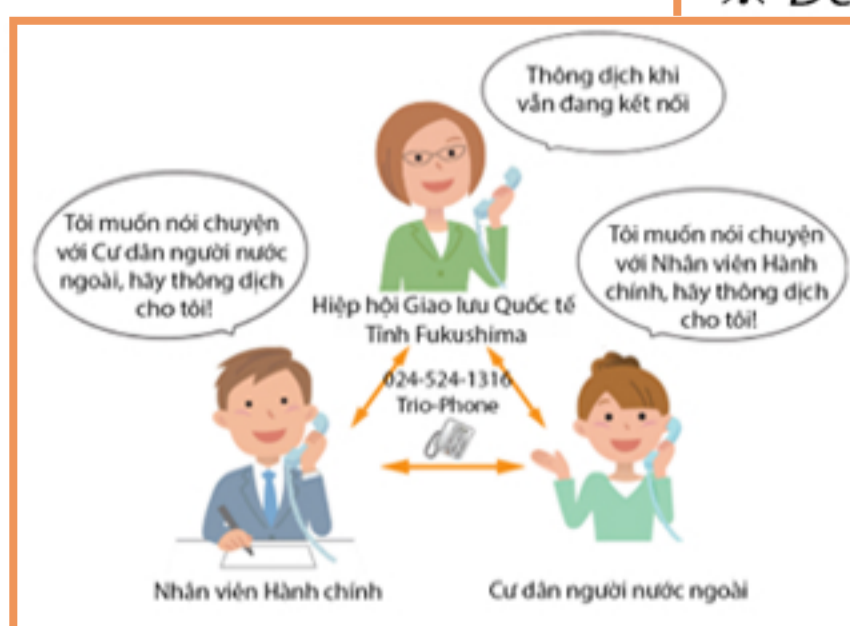 Thông dịch khi
vẫn đang kết nối
Tôi muốn nói chuyện
với Cư dân người nước
ngoài, hãy thông dịch
cho tôi!
Tôi muốn nói chuyện
với Nhân viên Hành
chính, hãy thông dịch
cho tôi!
Hiệp hội Giao lưu Quốc tế
Tỉnh Fukushima
024-524-1316
Trio-Phone
Nhân viên Hành chính
Cư dân người nước ngoài